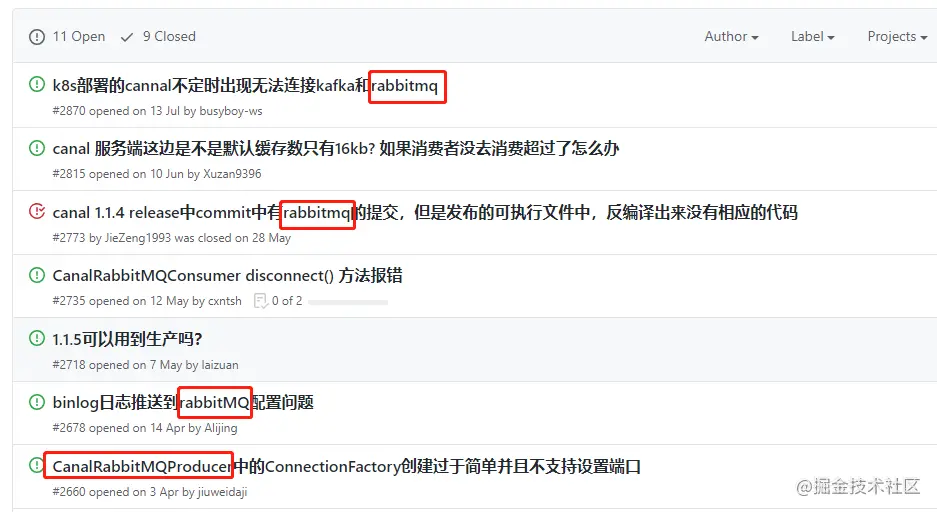 11 Open 9 Closed Author Label Projects
k8s部署的cannal不定时出现无法连接kafka和rabbitmq
#2870 opened on 13 Jul by busyboy-ws
canal 服务端这边是不是默认缓存数只有16kb? 如果消费者没去消费超过了怎么办
#2815 opened on 10 Jun by Xuzan9396
canal 1.1.4 release中commit中有rabbitmq的提交，但是发布的可执行文件中，反编译出来没有相应的代码
#2773 by JieZeng1993 was closed on 28 May
CanalRabbitMQConsumer disconnect() 方法报错
#2735 opened on 12 May by cxntsh 0 of 2
1.1.5可以用到生产吗?
#2718 opened on 7 May by laizuan
binlog日志推送到rabbitMQ配置问题
#2678 opened on 14 Apr by Alijing
CanalRabbitMQProducer中的ConnectionFactory创建过于简单并且不支持设置端口
#2660 opened on 3 Apr by jiuweidaji
@掘金技术社区